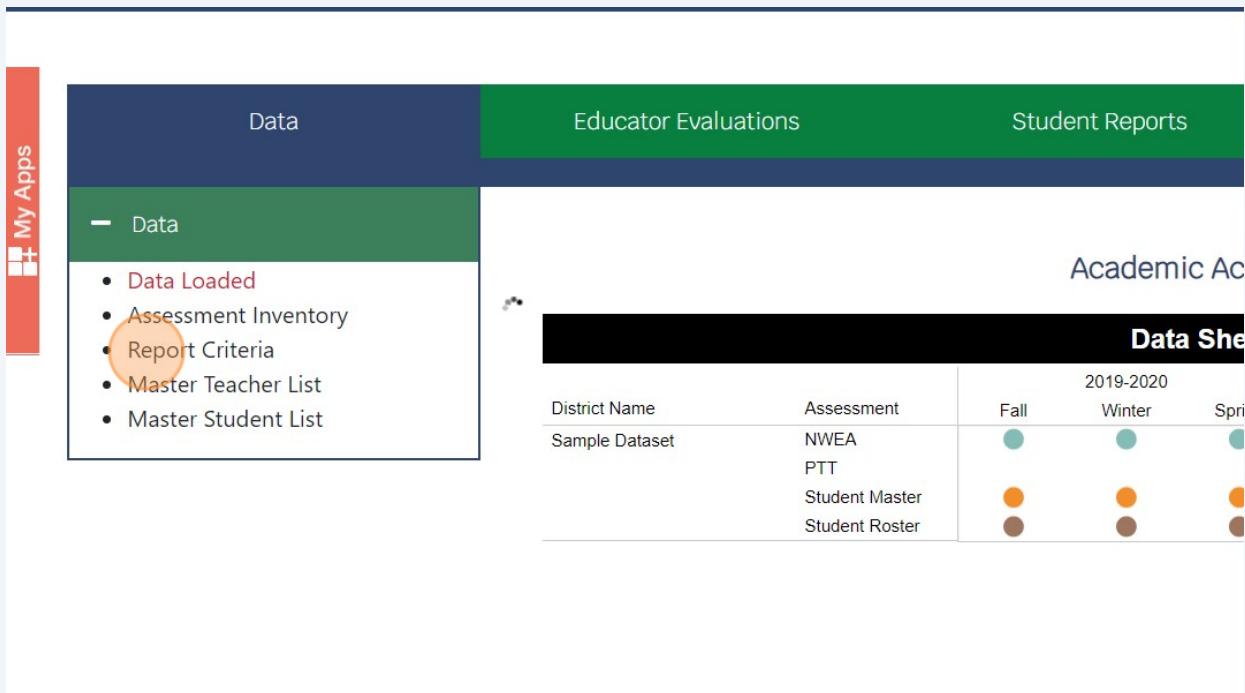 My Apps
Data
Educator Evaluations
Student Reports
Data
Data Loaded
Assessment Inventory
Report Criteria
Master Teacher List
Master Student List
Academic Ac
Data She
2019-2020
District Name Assessment Fall Winter Spri
Sample Dataset NWEA
PTT
Student Master
Student Roster